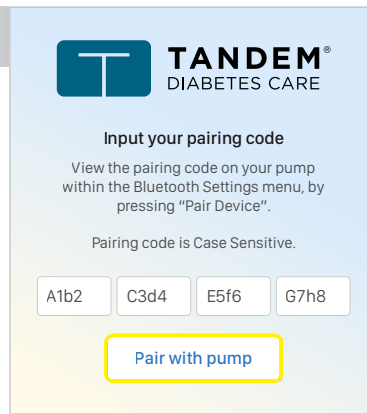 TANDEM®
DIABETES CARE
Input your pairing code
View the pairing code on your pump
within the Bluetooth Settings menu, by
pressing “Pair Device”.
Pairing code is Case Sensitive.
A1b2 C3d4 E5f6 G7h8
Pair with pump